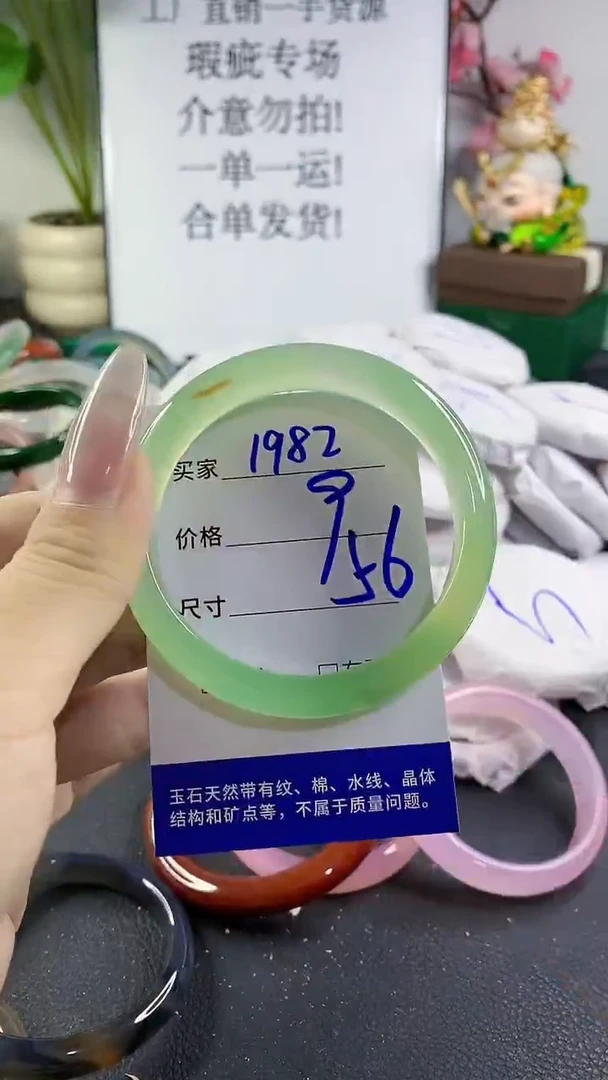 工厂直销一手货源
瑕疵专场
介意勿拍!
一单一运!
合单发货!
买家 1982
价格 9
尺寸 56
玉石天然带有纹、棉、水线、晶体
结构和矿点等，不属于质量问题。